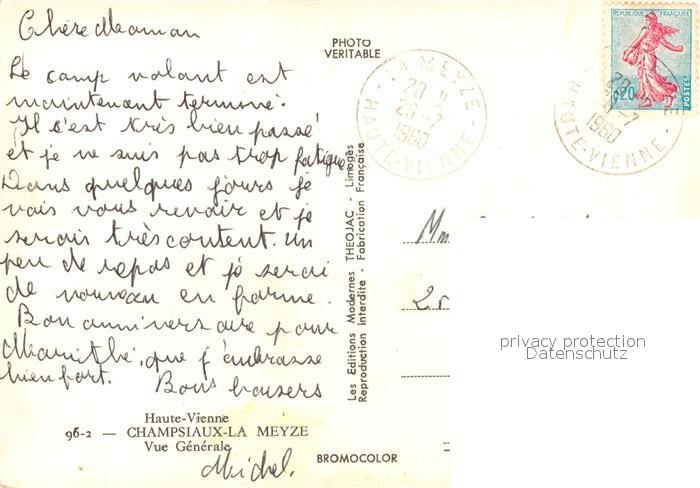 Chère Maman
Le camp volant est
maintenant terminé.
Il c'est très bien passé
et je ne suis pas trop fatigué
Dans quelques jours je
vais vous revoir et je
serais très content. Un
peu de repos et je serai
de nouveau en forme.
Bon anniversaire pour
Marithé, que j'embrasse
bien fort. Bons baisers
Michel.
Haute-Vienne
96-2 — CHAMPSIAUX-LA MEYZE
Vue Générale
BROMOCOLOR
PHOTO
VERITABLE
Les Editions Modernes THEOJAC - Limoges
Reproduction interdite - Fabrication Française
- LA MEYZE -
HAUTE-VIENNE
20 H
26-7
1960
REPUBLIQUE FRANÇAISE
0,20
POSTES
20
-7
1960
HAUTE-VIENNE -
privacy protection
Datenschutz